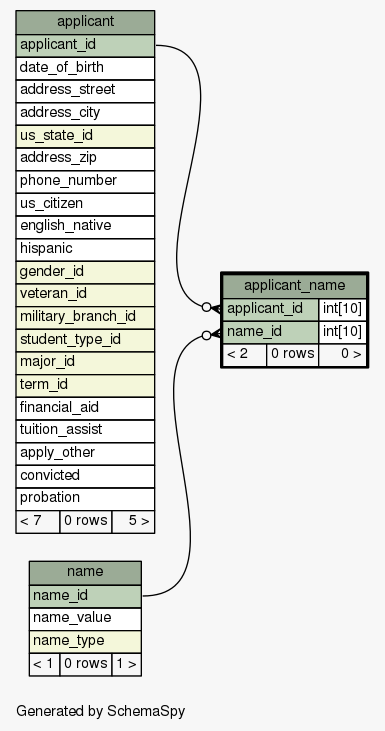 applicant
applicant_id
date_of_birth
address_street
address_city
us_state_id
address_zip
phone_number
us_citizen
english_native
hispanic
gender_id
veteran_id
military_branch_id
student_type_id
major_id
term_id
financial_aid
tuition_assist
apply_other
convicted
probation
< 7 0 rows 5 >
applicant_name
applicant_id int[10]
name_id int[10]
< 2 0 rows 0 >
name
name_id
name_value
name_type
< 1 0 rows 1 >
Generated by SchemaSpy